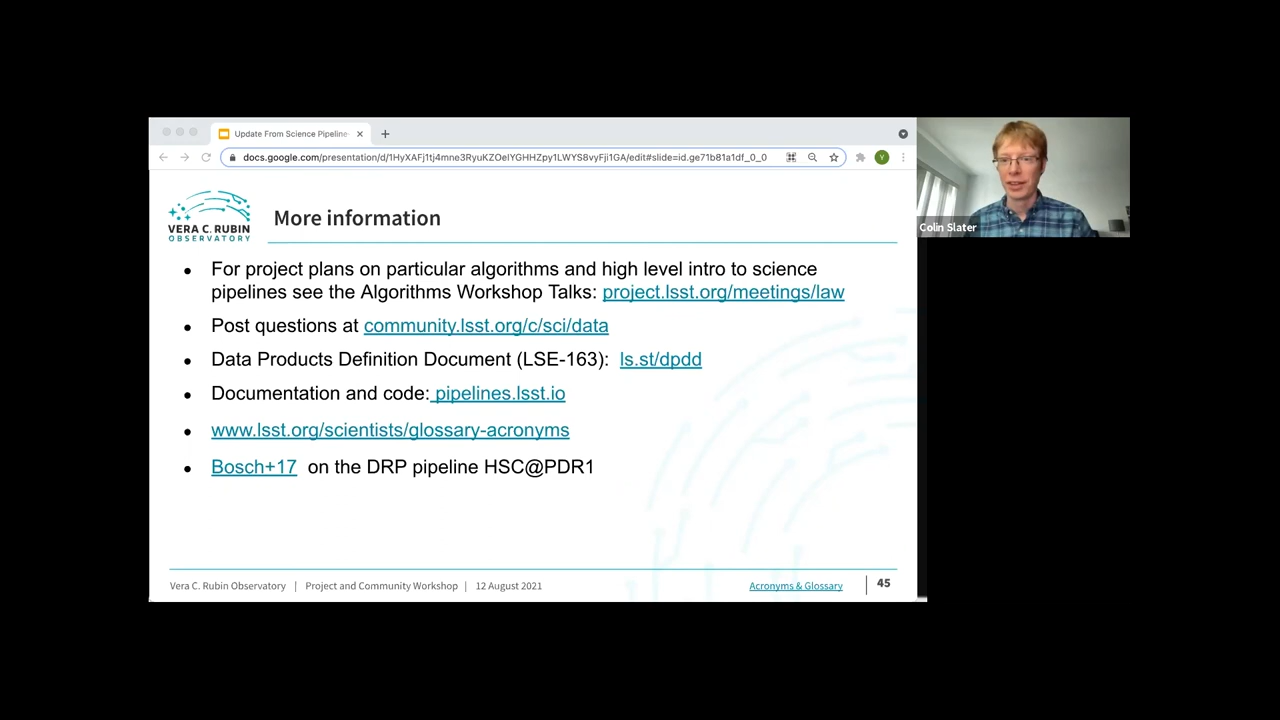 Update From Science Pipeline
docs.google.com/presentation/d/1HyXAFj1tj4mne3RyuKZOeIYGHHZpy1LWYS8vyFji1GA/edit#slide=id.ge71b81a1df_0_0
Y
VERA C. RUBIN
OBSERVATORY
More information
Colin Slater
• For project plans on particular algorithms and high level intro to science
pipelines see the Algorithms Workshop Talks: project.lsst.org/meetings/law
• Post questions at community.lsst.org/c/sci/data
• Data Products Definition Document (LSE-163): ls.st/dpdd
• Documentation and code: pipelines.lsst.io
• www.lsst.org/scientists/glossary-acronyms
• Bosch+17 on the DRP pipeline HSC@PDR1
Vera C. Rubin Observatory | Project and Community Workshop | 12 August 2021
Acronyms & Glossary
45